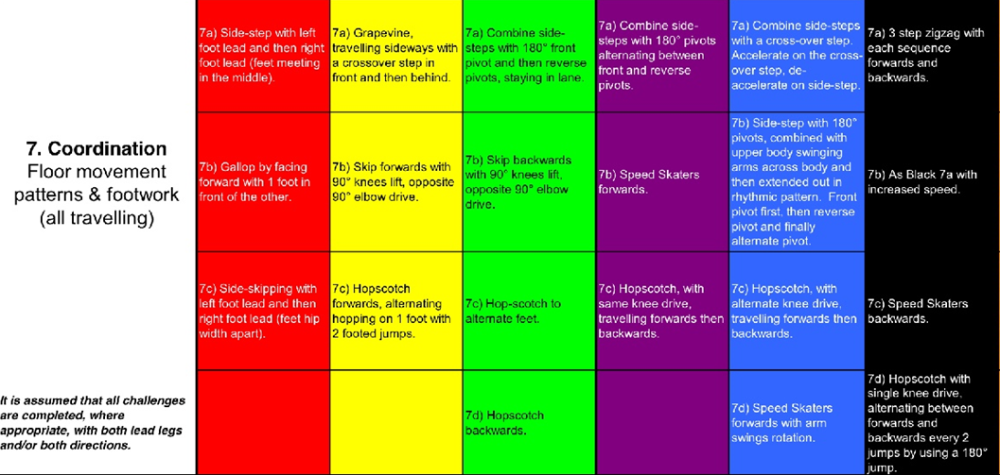 7. Coordination
Floor movement
patterns & footwork
(all travelling)
It is assumed that all challenges
are completed, where
appropriate, with both lead legs
and/or both directions.
7a) Side-step with left
foot lead and then right
foot lead (feet meeting
in the middle).
7a) Grapevine,
travelling sideways with
a crossover step in
front and then behind.
7a) Combine side-
steps with 180° front
pivot and then reverse
pivots, staying in lane.
7a) Combine side-
steps with 180° pivots
alternating between
front and reverse
pivots.
7a) Combine side-steps
with a cross-over step.
Accelerate on the cross-
over step, de-
accelerate on side-step.
7a) 3 step zigzag with
each sequence
forwards and
backwards.
7b) Gallop by facing
forward with 1 foot in
front of the other.
7b) Skip forwards with
90° knees lift, opposite
90° elbow drive.
7b) Skip backwards
with 90° knees lift,
opposite 90° elbow
drive.
7b) Speed Skaters
forwards.
7b) Side-step with 180°
pivots, combined with
upper body swinging
arms across body and
then extended out in
rhythmic pattern. Front
pivot first, then reverse
pivot and finally
alternate pivot.
7b) As Black 7a with
increased speed.
7c) Side-skipping with
left foot lead and then
right foot lead (feet hip
width apart).
7c) Hopscotch
forwards, alternating
hopping on 1 foot with
2 footed jumps.
7c) Hop-scotch to
alternate feet.
7c) Hopscotch, with
same knee drive,
travelling forwards then
backwards.
7c) Hopscotch, with
alternate knee drive,
travelling forwards then
backwards.
7c) Speed Skaters
backwards.
7d) Hopscotch
backwards.
7d) Speed Skaters
forwards with arm
swings rotation.
7d) Hopscotch with
single knee drive,
alternating between
forwards and
backwards every 2
jumps by using a 180°
jump.